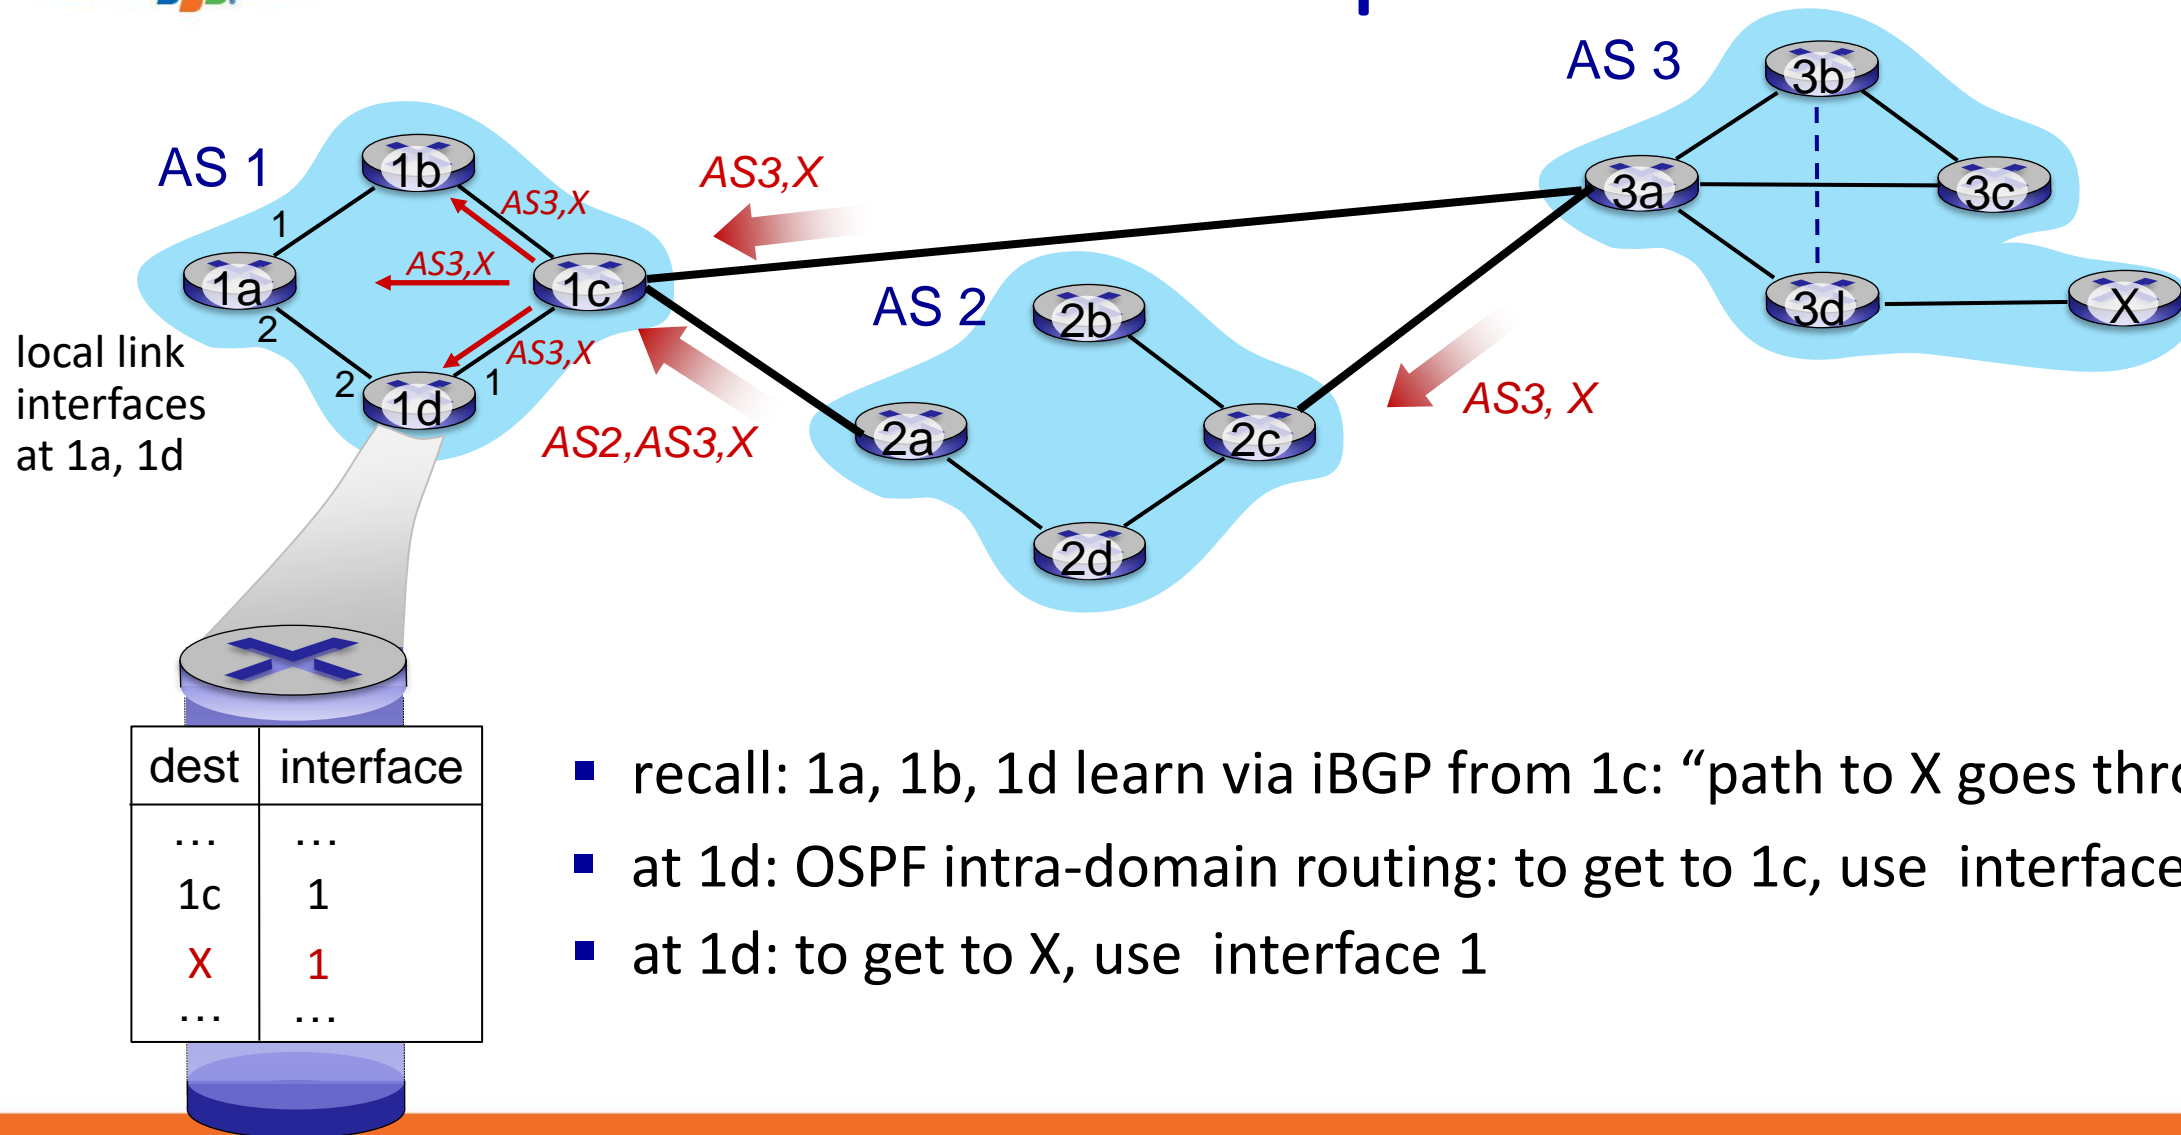 AS 3
3b
AS 1
1b
AS3,X
3a
3c
AS3,X
1
1a
AS3,X
1c
AS 2
2b
3d
X
2
local link
interfaces
at 1a, 1d
AS3,X
2
1
1d
AS3, X
AS2,AS3,X
2a
2c
2d
dest interface
... ...
1c 1
X 1
... ...
recall: 1a, 1b, 1d learn via iBGP from 1c: “path to X goes
at 1d: OSPF intra-domain routing: to get to 1c, use interface
at 1d: to get to X, use interface 1